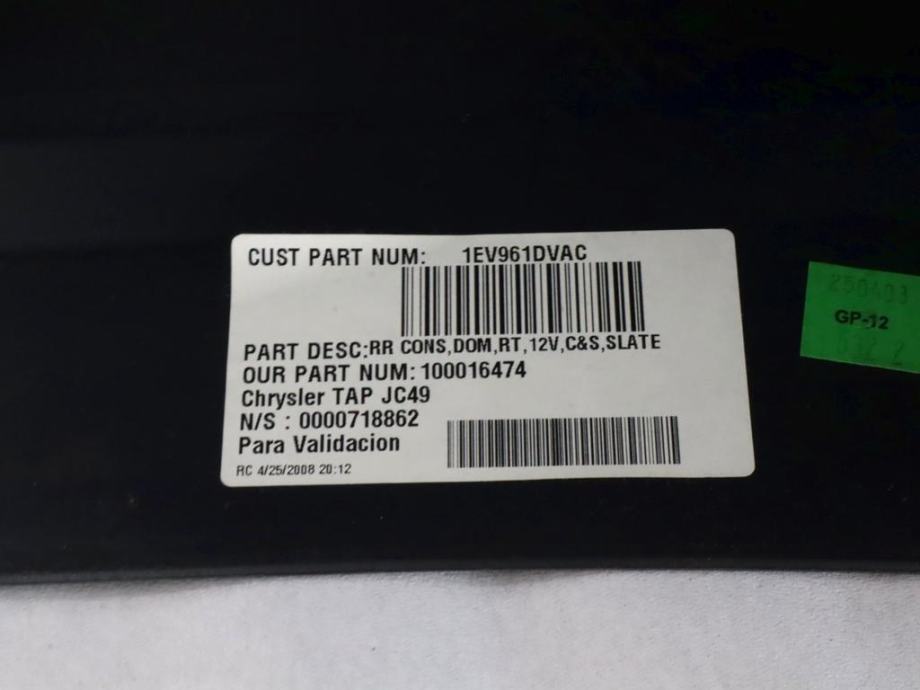 CUST PART NUM: 1EV961DVAC
PART DESC:RR CONS,DOM,RT,12V,C&S,SLATE
OUR PART NUM:100016474
Chrysler TAP JC49
N/S : 0000718862
Para Validacion
RC 4/25/2008 20:12
GP-12